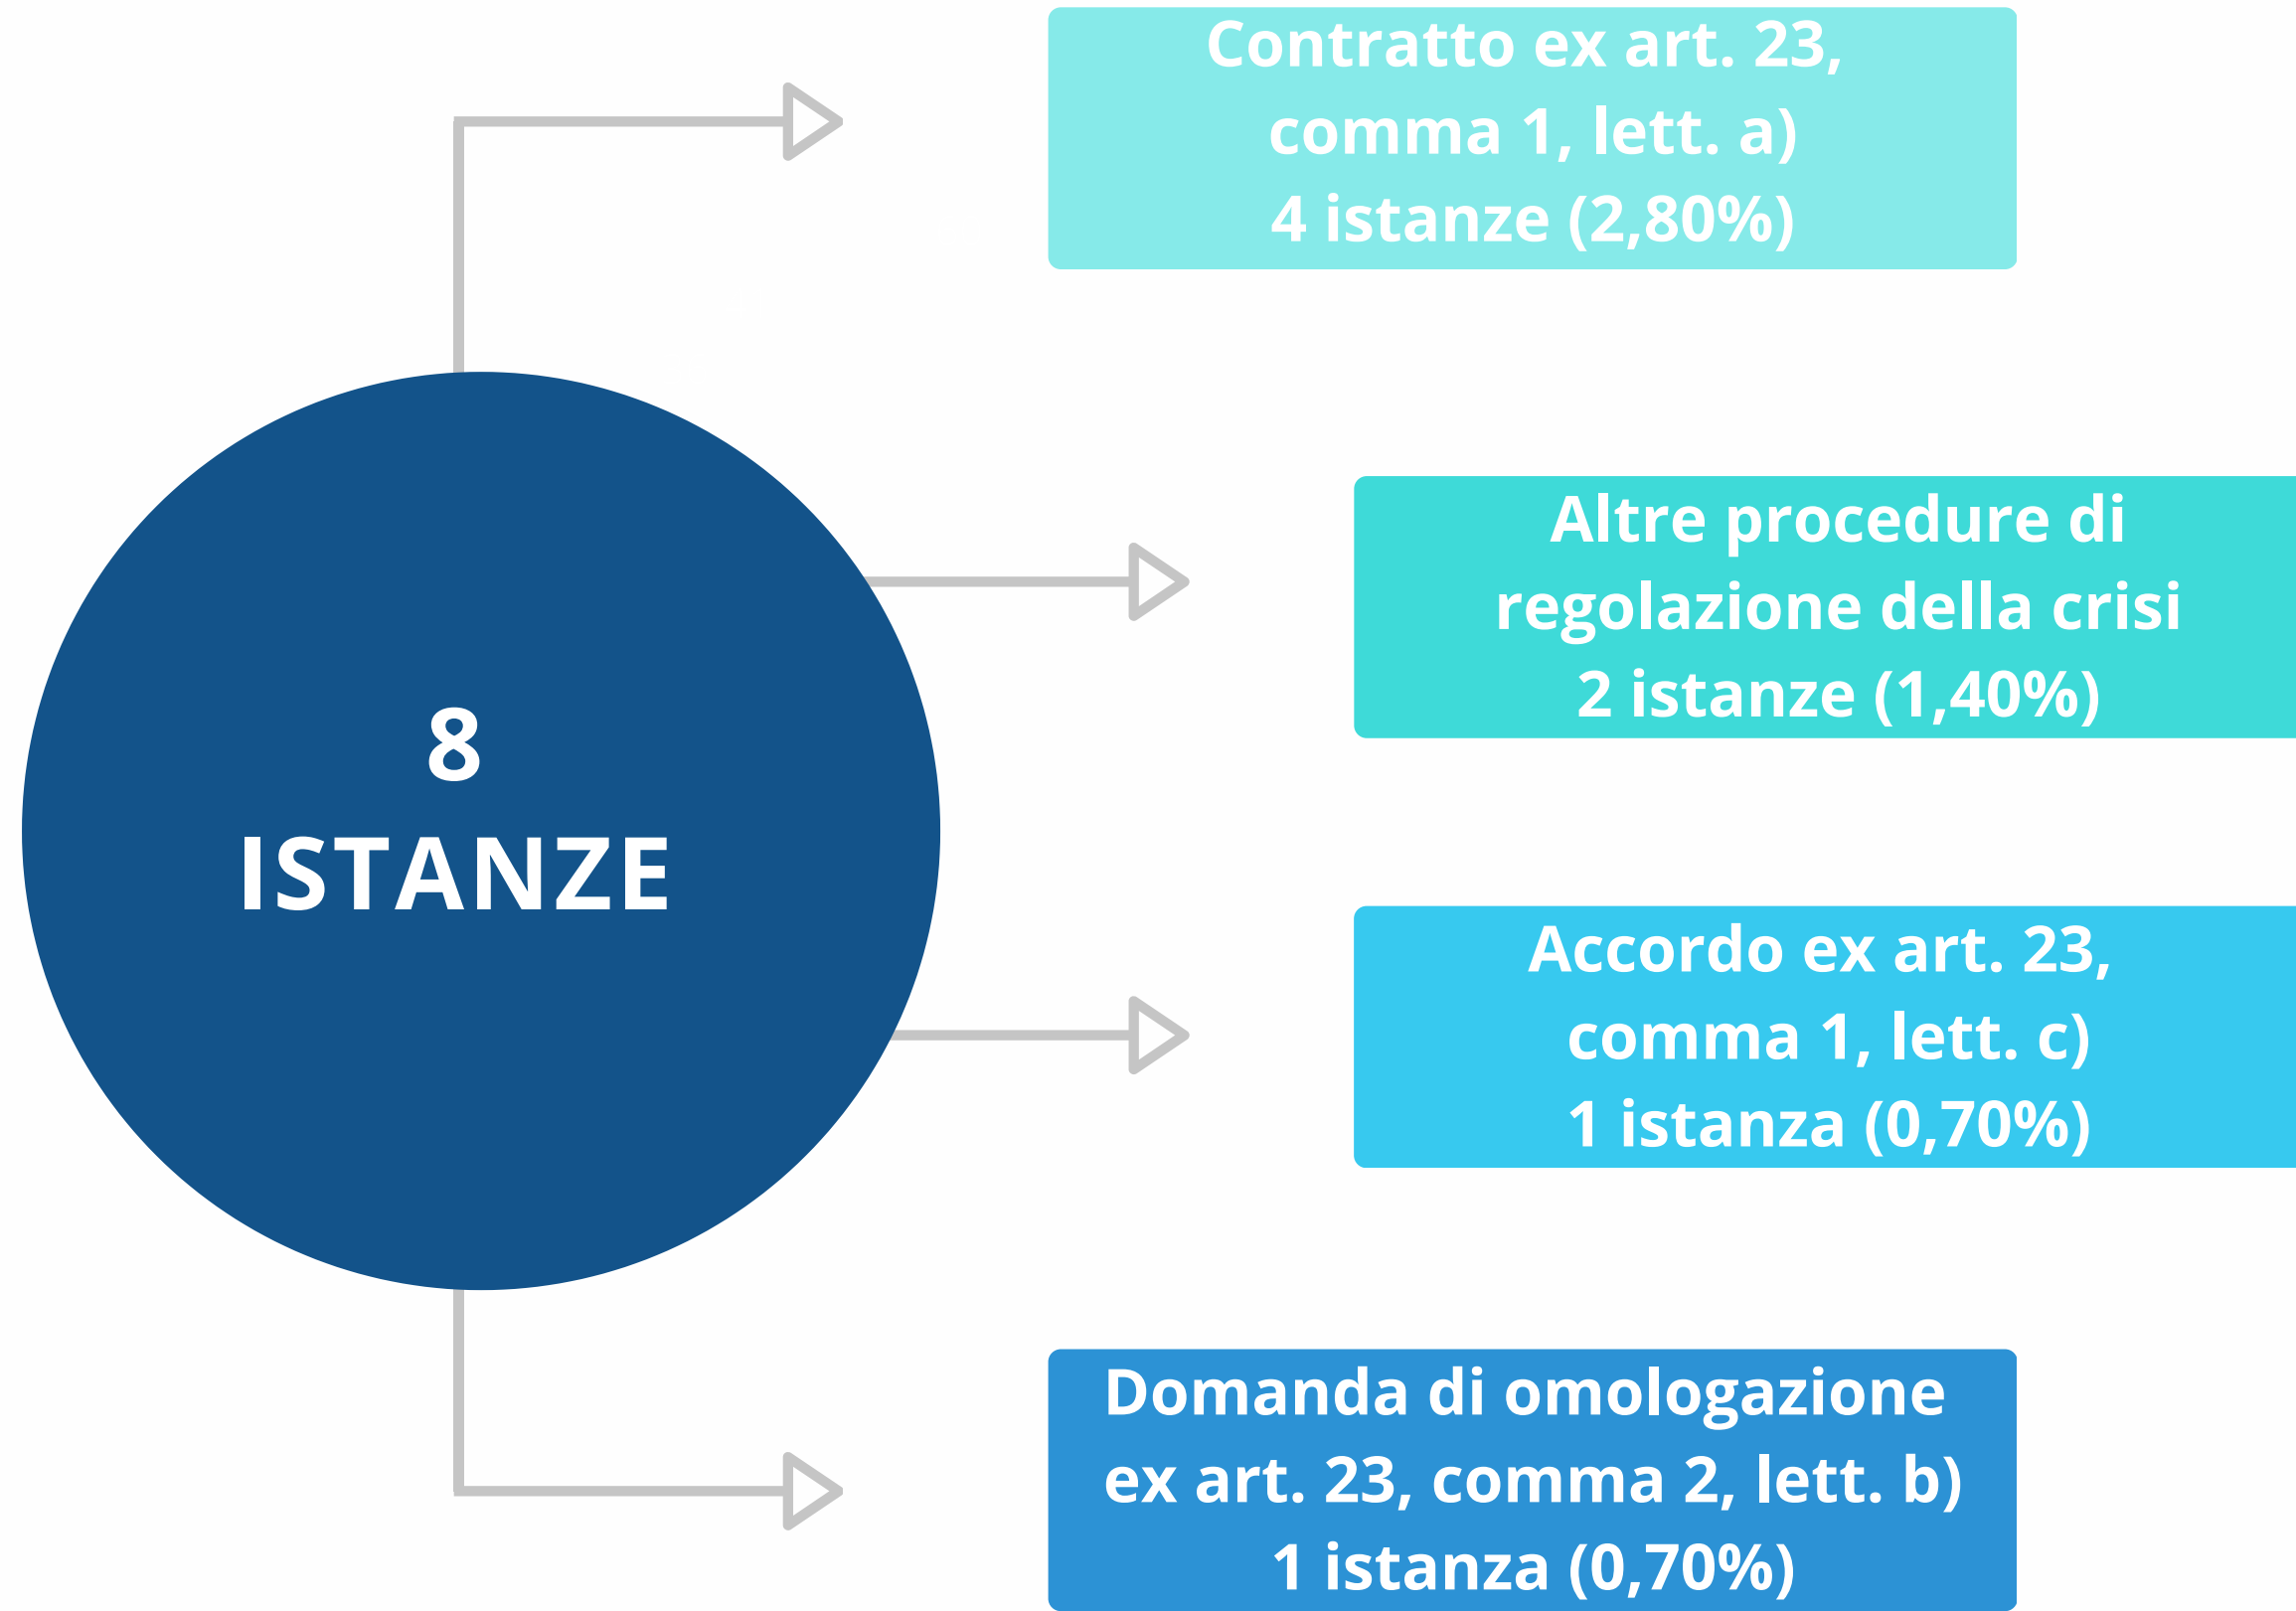 8
ISTANZE
Contratto ex art. 23,
comma 1, lett. a)
4 istanze (2,80%)
Altre procedure di
regolazione della crisi
2 istanze (1,40%)
Accordo ex art. 23,
comma 1, lett. c)
1 istanza (0,70%)
Domanda di omologazione
ex art. 23, comma 2, lett. b)
1 istanza (0,70%)